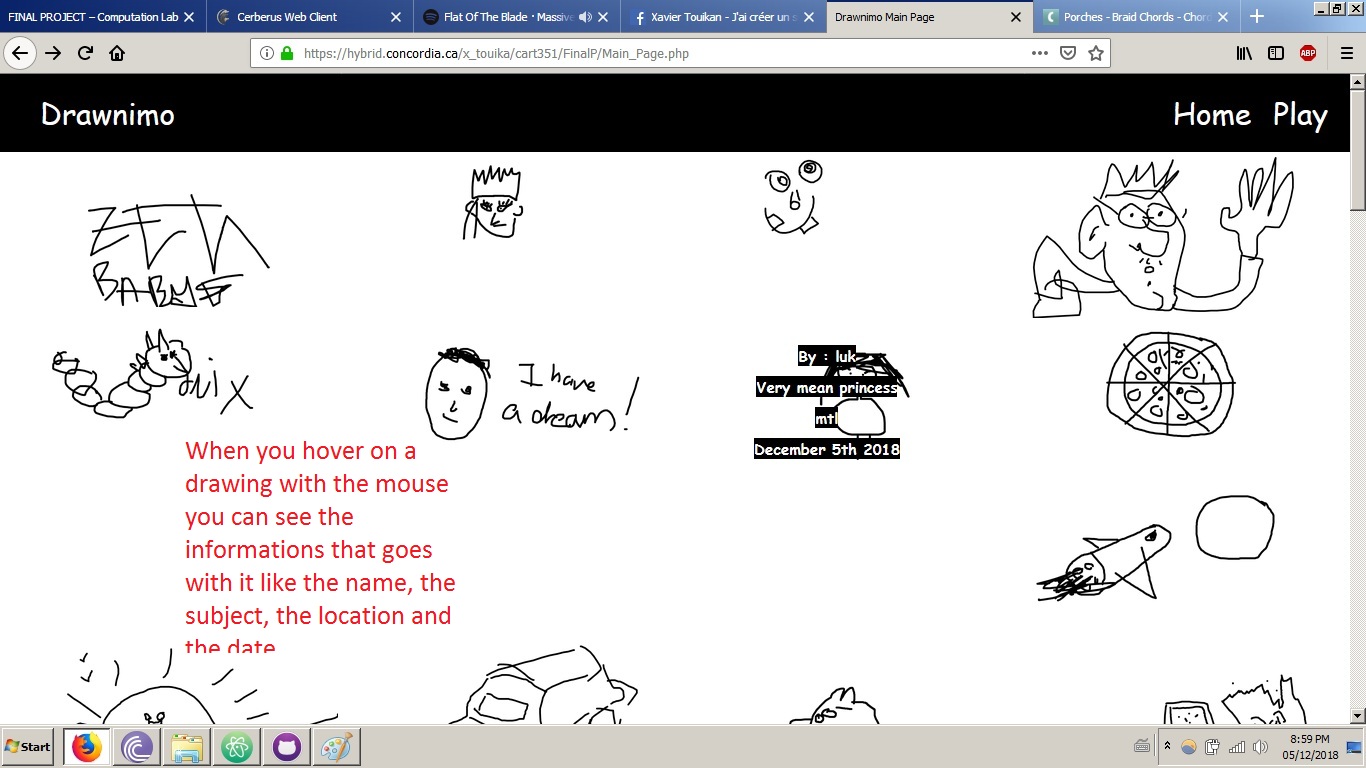 FINAL PROJECT – Computation Lab
Cerberus Web Client
Flat Of The Blade · Massive
Xavier Touikan - J'ai créer un s
Drawnimo Main Page
Porches - Braid Chords - Chord
https://hybrid.concordia.ca/x_touika/cart351/FinalP/Main_Page.php
ABP
Drawnimo
Home Play
I have
a dream!
By : luk
Very mean princess
mtl
December 5th 2018
When you hover on a
drawing with the mouse
you can see the
informations that goes
with it like the name, the
subject, the location and
the date
Start
8:59 PM
05/12/2018